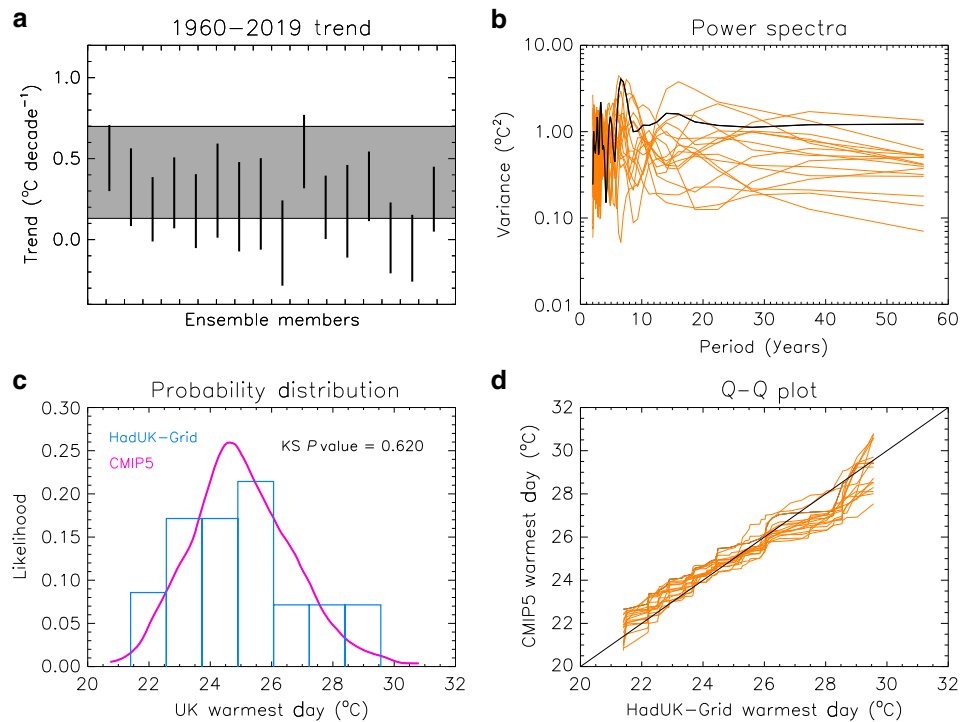 a
1960–2019 trend
Trend (°C decade⁻¹)
1.0
0.5
0.0
Ensemble members
b
Power spectra
Variance (°C²)
10.00
1.00
0.10
0.01
0 10 20 30 40 50 60
Period (Years)
c
Probability distribution
Likelihood
0.30
0.25
0.20
0.15
0.10
0.05
0.00
HadUK–Grid
CMIP5
KS P value = 0.620
20 22 24 26 28 30 32
UK warmest day (°C)
d
Q–Q plot
CMIP5 warmest day (°C)
32
30
28
26
24
22
20
20 22 24 26 28 30 32
HadUK–Grid warmest day (°C)